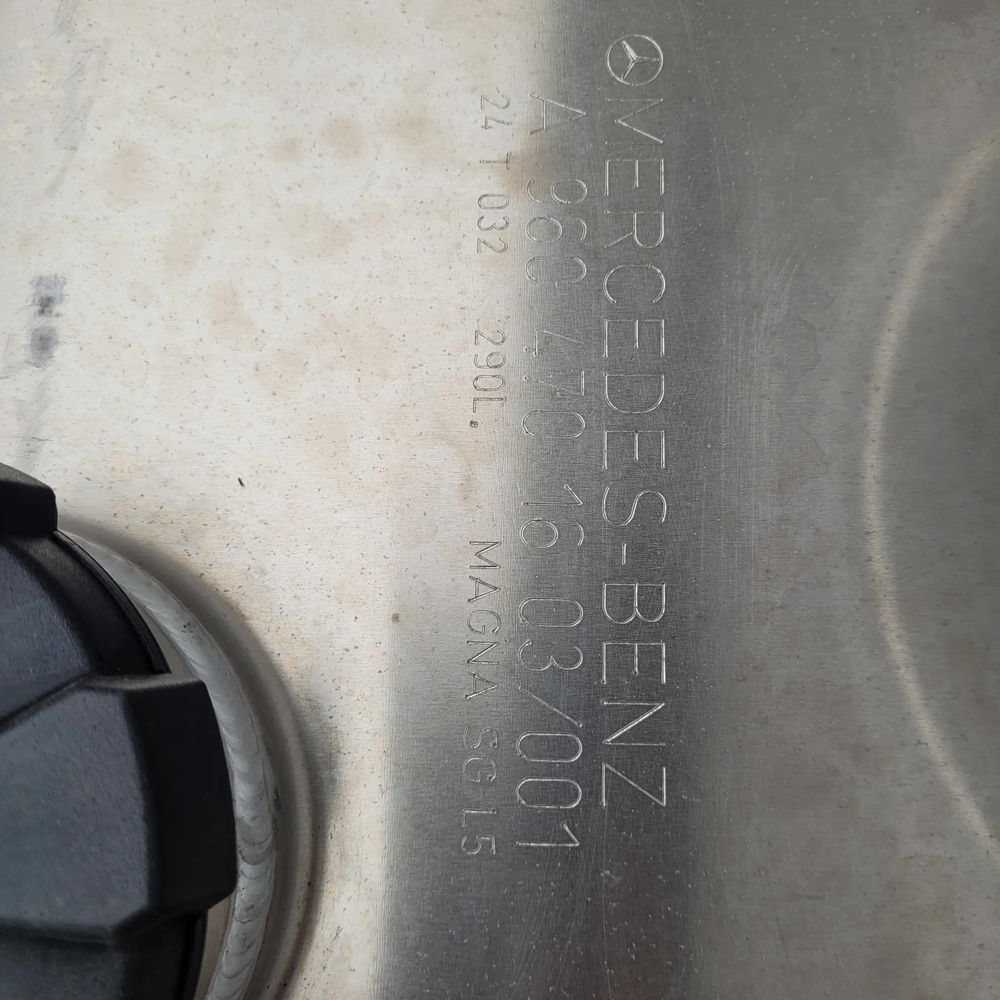 MERCEDES-BENZ
A 960 470 16 03/001
24 T 032 290L. MAGNA SG L5